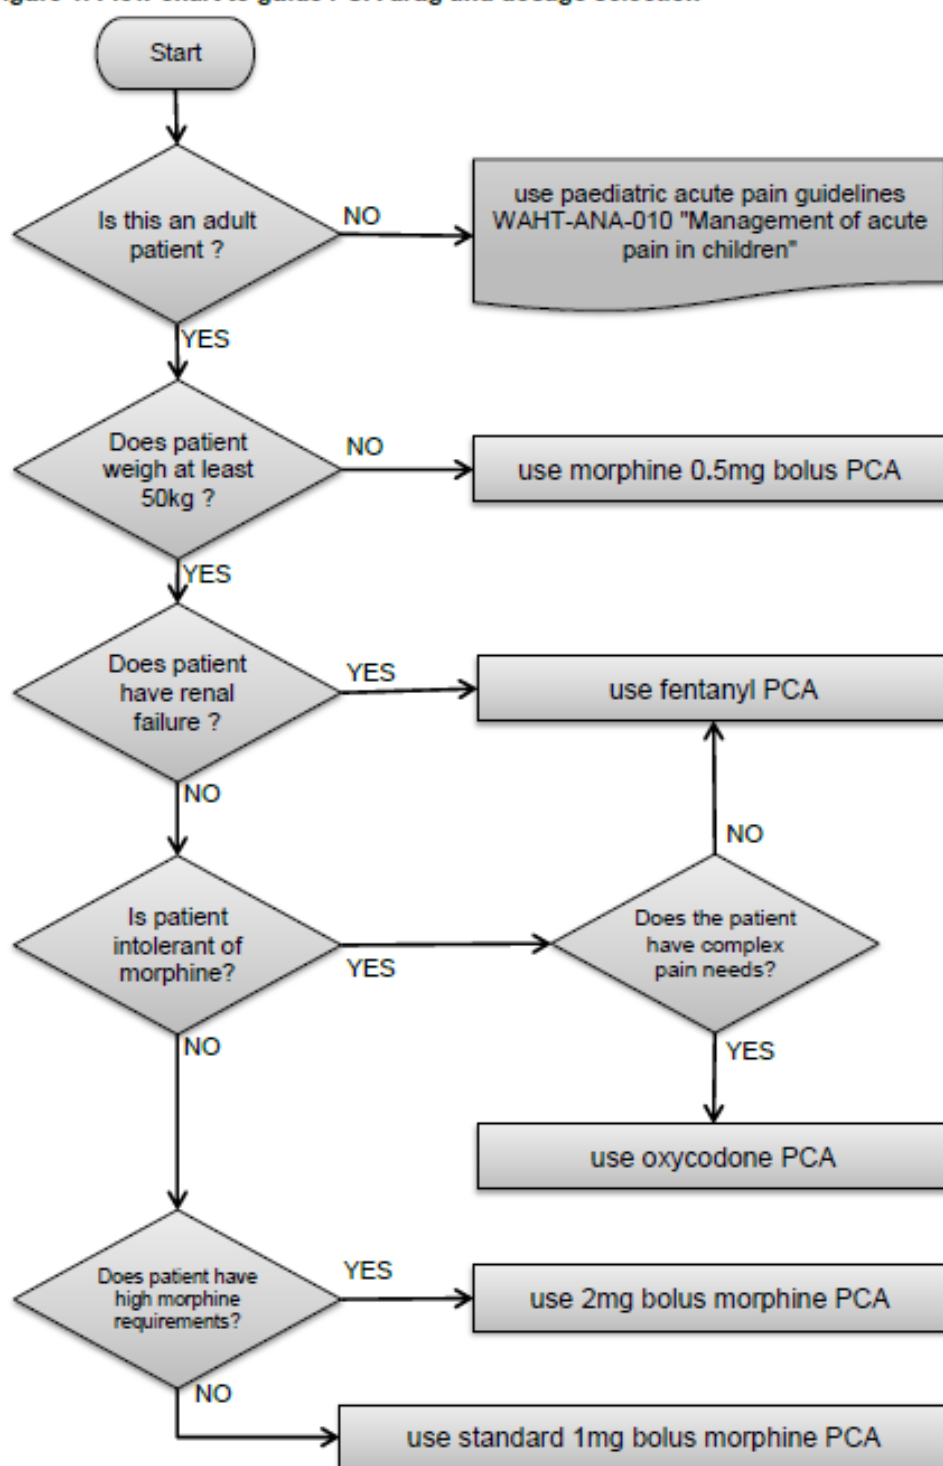 Start
Is this an adult
patient ?
NO
use paediatric acute pain guidelines
WAHT-ANA-010 "Management of acute
pain in children"
YES
Does patient
weigh at least
50kg ?
NO
use morphine 0.5mg bolus PCA
YES
Does patient
have renal
failure ?
YES
use fentanyl PCA
NO
NO
Is patient
intolerant of
morphine?
YES
Does the patient
have complex
pain needs?
NO
YES
use oxycodone PCA
Does patient have
high morphine
requirements?
YES
use 2mg bolus morphine PCA
NO
use standard 1mg bolus morphine PCA